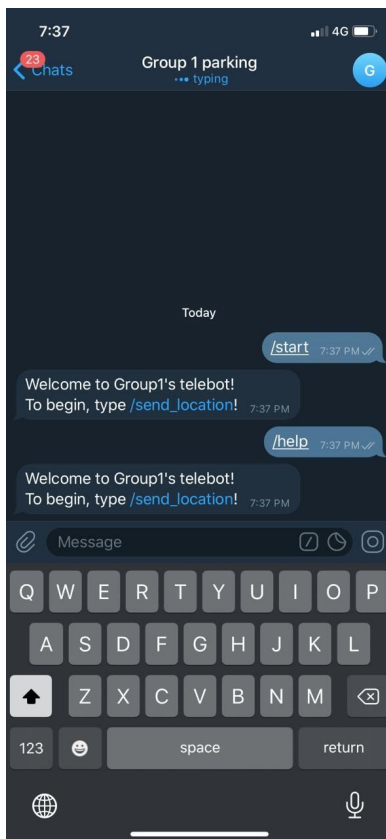 7:37
4G
23
Chats
Group 1 parking
typing
G
Today
/start 7:37 PM
Welcome to Group1's telebot!
To begin, type /send_location! 7:37 PM
/help 7:37 PM
Welcome to Group1's telebot!
To begin, type /send_location! 7:37 PM
Message
Q W E R T Y U I O P
A S D F G H J K L
Z X C V B N M
123 space return